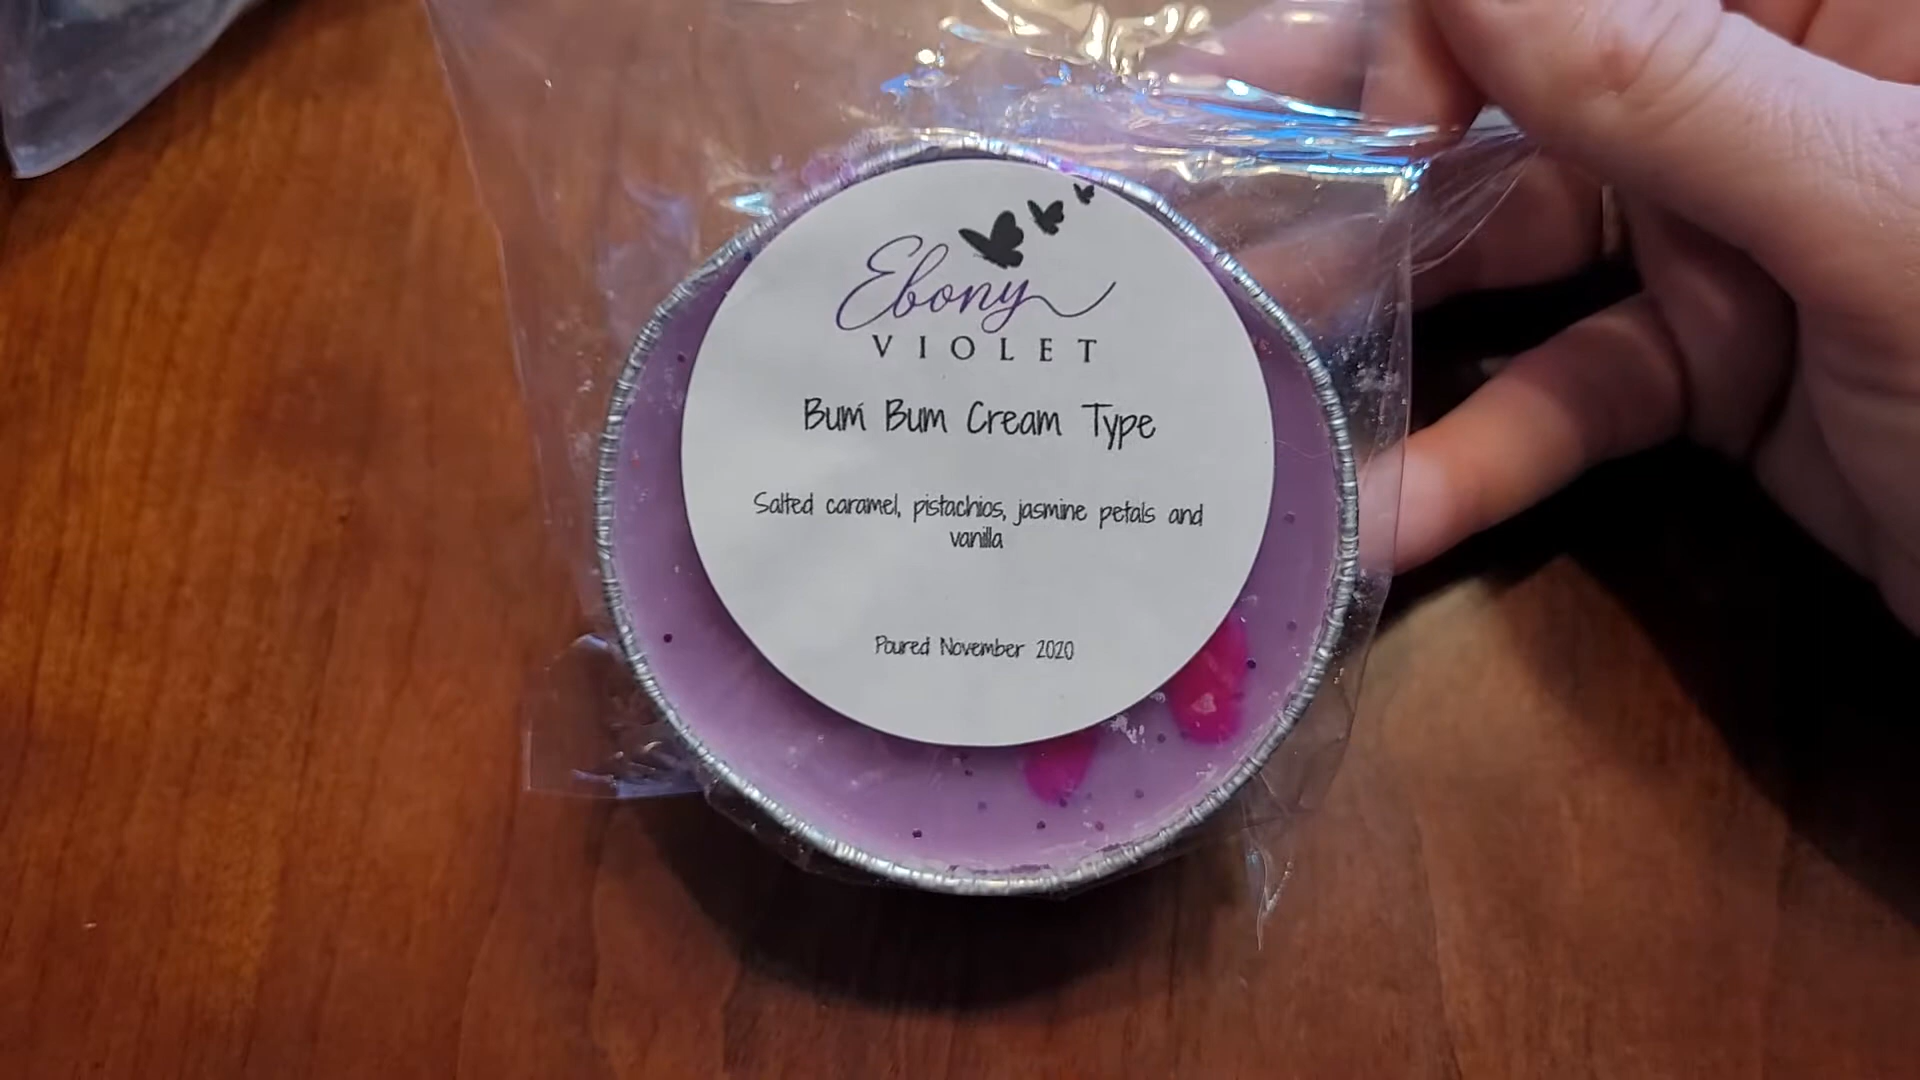 Ebony
VIOLET
Bum Bum Cream Type
Salted caramel, pistachios, jasmine petals and
vanilla
Poured November 2020